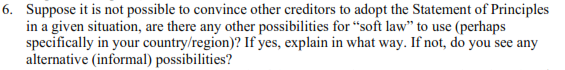 6. Suppose it is not possible to convince other creditors to adopt the Statement of Principles
in a given situation, are there any other possibilities for “soft law” to use (perhaps
specifically in your country/region)? If yes, explain in what way. If not, do you see any
alternative (informal) possibilities?